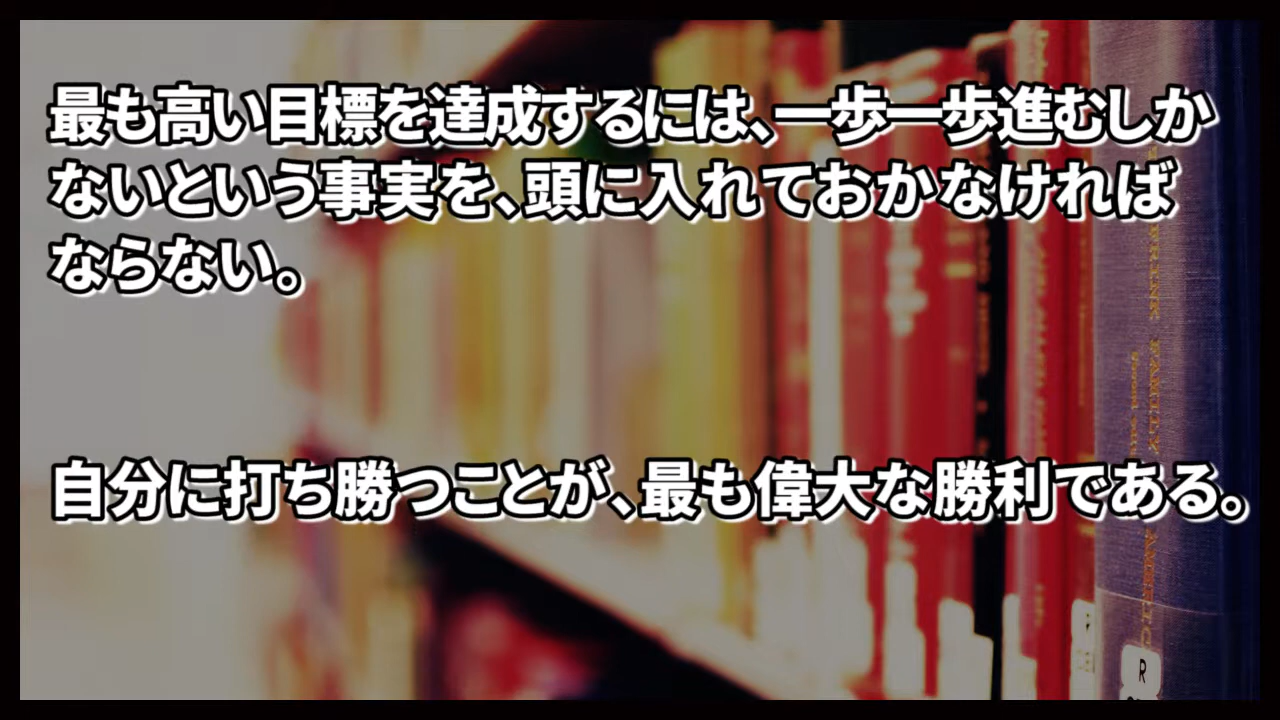 最も高い目標を達成するには、一歩一歩進むしか
ないという事実を、頭に入れておかなければ
ならない。
自分に打ち勝つことが、最も偉大な勝利である。
FAMILY
R